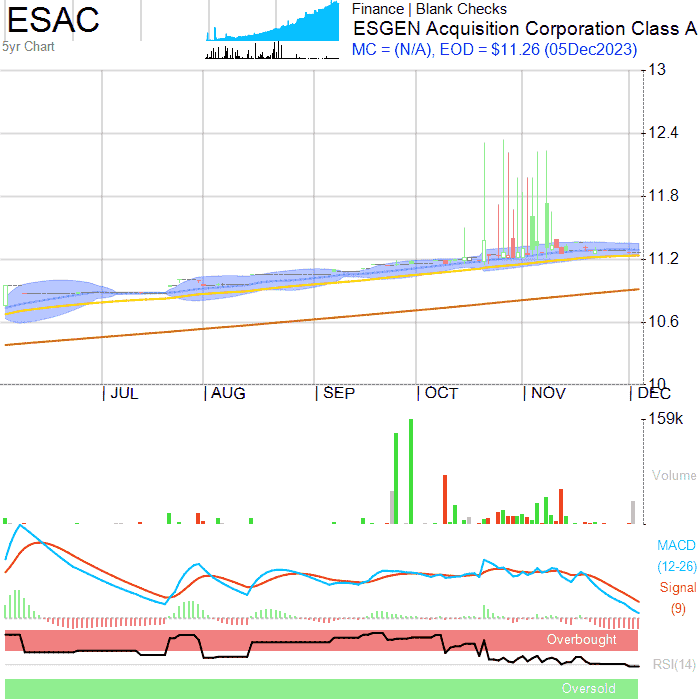 ESAC
5yr Chart
Finance | Blank Checks
ESGEN Acquisition Corporation Class A
MC = (N/A), EOD = $11.26 (05Dec2023)
13
12.4
11.8
11.2
10.6
10
JUL AUG SEP OCT NOV DEC
159k
Volume
MACD
(12-26)
Signal
(9)
Overbought
RSI(14)
Oversold